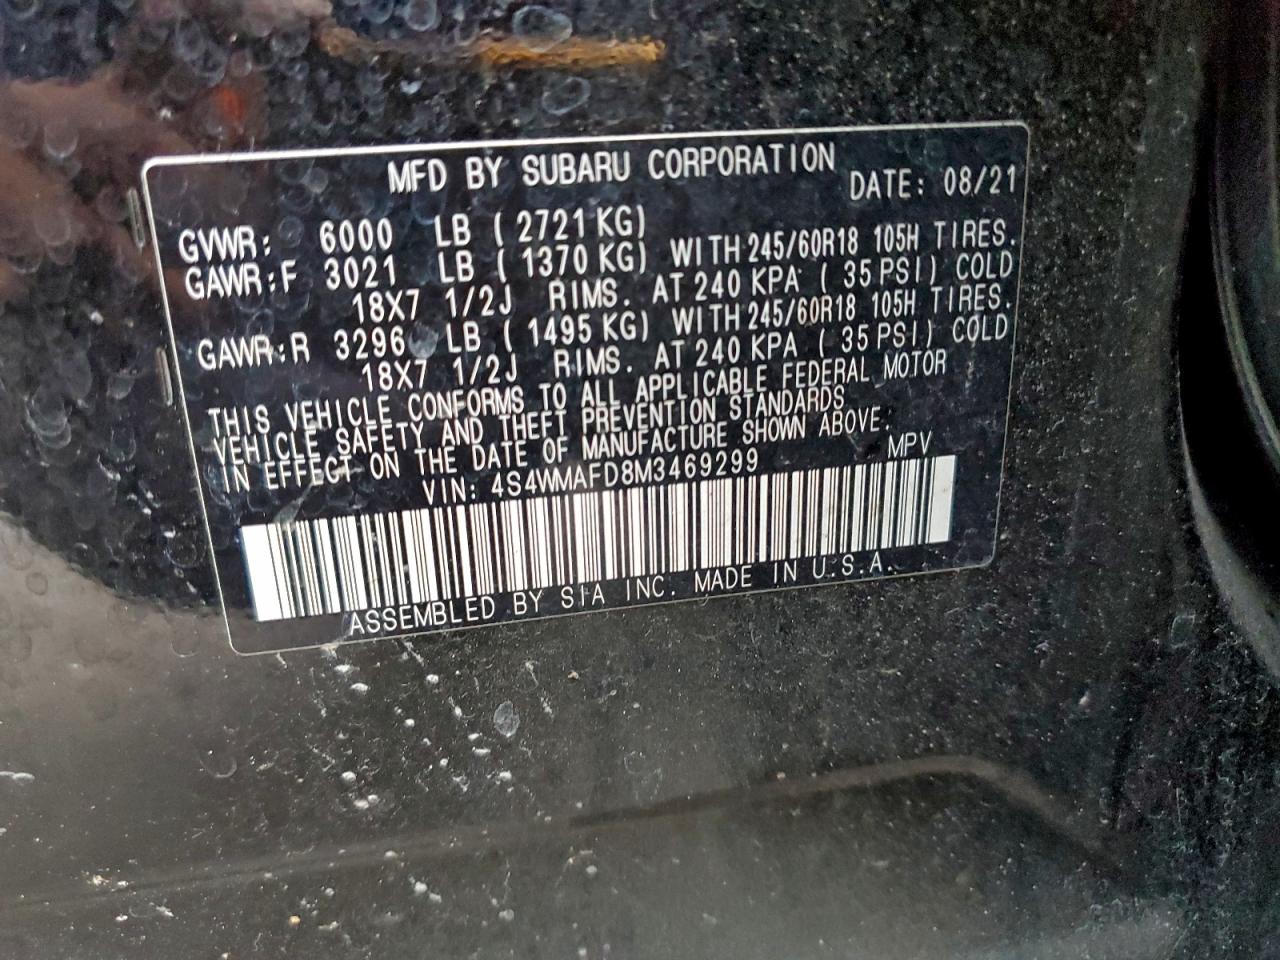 MFD BY SUBARU CORPORATION DATE: 08/21
GVWR: 6000 LB ( 2721 KG)
GAWR:F 3021 LB ( 1370 KG) WITH 245/60R18 105H TIRES.
18X7 1/2J RIMS. AT 240 KPA ( 35 PSI) COLD
GAWR:R 3296 LB ( 1495 KG) WITH 245/60R18 105H TIRES.
18X7 1/2J RIMS. AT 240 KPA ( 35 PSI) COLD
THIS VEHICLE CONFORMS TO ALL APPLICABLE FEDERAL MOTOR
VEHICLE SAFETY AND THEFT PREVENTION STANDARDS
IN EFFECT ON THE DATE OF MANUFACTURE SHOWN ABOVE.
VIN: 4S4WMAFD8M3469299 MPV
ASSEMBLED BY SIA INC. MADE IN U.S.A.